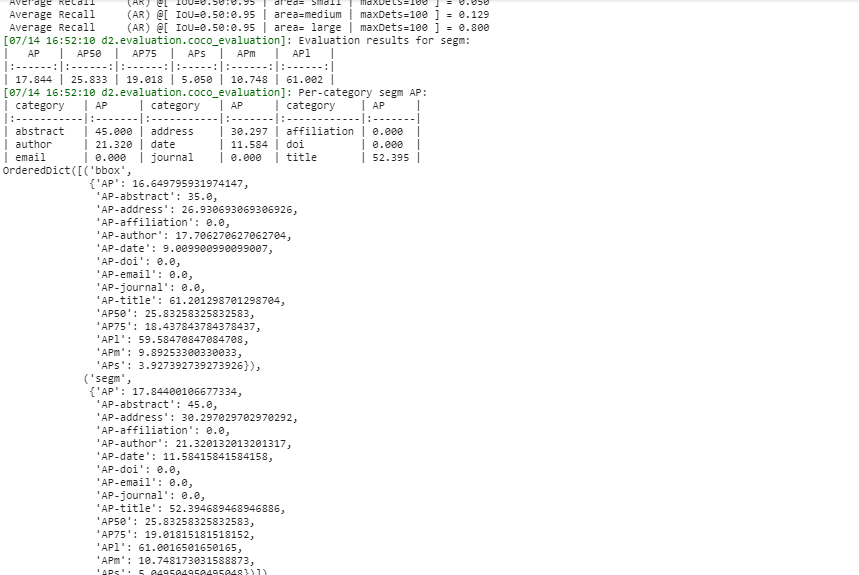 Average Recall     (AR) @[ IoU=0.50:0.95 | area= small | maxDets=100 ] = 0.050
Average Recall     (AR) @[ IoU=0.50:0.95 | area=medium | maxDets=100 ] = 0.129
Average Recall     (AR) @[ IoU=0.50:0.95 | area= large | maxDets=100 ] = 0.800
[07/14 16:52:10 d2.evaluation.coco_evaluation]: Evaluation results for segm:
|   AP   |  AP50  |  AP75  |  APs  |  APm   |  APl   |
|:------:|:------:|:------:|:-----:|:------:|:------:|
| 17.844 | 25.833 | 19.018 | 5.050 | 10.748 | 61.002 |
[07/14 16:52:10 d2.evaluation.coco_evaluation]: Per-category segm AP:
| category   | AP     | category   | AP     | category    | AP     |
|:-----------|:-------|:-----------|:-------|:------------|:-------|
| abstract   | 45.000 | address    | 30.297 | affiliation | 0.000  |
| author     | 21.320 | date       | 11.584 | doi         | 0.000  |
| email      | 0.000  | journal    | 0.000  | title       | 52.395 |
OrderedDict([('bbox',
{'AP': 16.649795931974147,
'AP-abstract': 35.0,
'AP-address': 26.930693069306926,
'AP-affiliation': 0.0,
'AP-author': 17.706270627062704,
'AP-date': 9.009900990099007,
'AP-doi': 0.0,
'AP-email': 0.0,
'AP-journal': 0.0,
'AP-title': 61.201298701298704,
'AP50': 25.83258325832583,
'AP75': 18.437843784378437,
'APl': 59.58470847084708,
'APm': 9.89253300330033,
'APs': 3.927392739273926}),
('segm',
{'AP': 17.84400106677334,
'AP-abstract': 45.0,
'AP-address': 30.297029702970292,
'AP-affiliation': 0.0,
'AP-author': 21.320132013201317,
'AP-date': 11.58415841584158,
'AP-doi': 0.0,
'AP-email': 0.0,
'AP-journal': 0.0,
'AP-title': 52.394689468946886,
'AP50': 25.83258325832583,
'AP75': 19.01815181518152,
'APl': 61.0016501650165,
'APm': 10.748173031588873,
'APs': 5.049504950495048})])